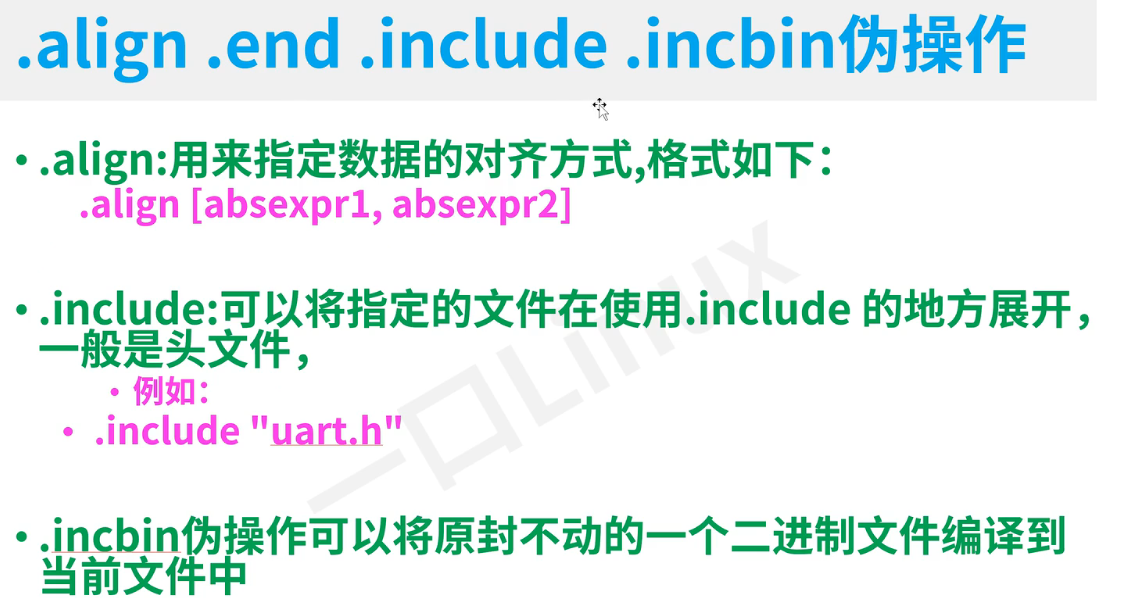 .align .end .include .incbin伪操作
• .align:用来指定数据的对齐方式,格式如下：
.align [absexpr1, absexpr2]
• .include:可以将指定的文件在使用.include 的地方展开，
一般是头文件，
• 例如：
• .include "uart.h"
• .incbin伪操作可以将原封不动的一个二进制文件编译到
当前文件中
一口Linux